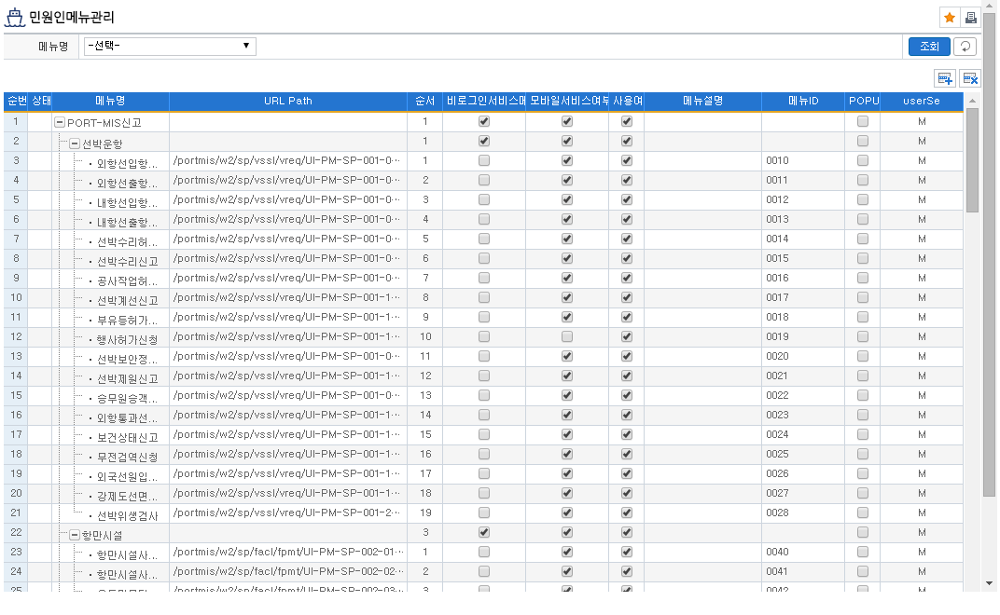 민원인메뉴관리
메뉴명 -선택- 조회
순번 상태 메뉴명 URL Path 순서 비로그인서비스여 모바일서비스여부 사용여 메뉴설명 메뉴ID POPU userSe
1 PORT-MIS신고 1 M
2 선박운항 1 M
3 외항선입항... /portmis/w2/sp/vssl/vreq/UI-PM-SP-001-0… 1 0010 M
4 외항선출항... /portmis/w2/sp/vssl/vreq/UI-PM-SP-001-0… 2 0011 M
5 내항선입항... /portmis/w2/sp/vssl/vreq/UI-PM-SP-001-0… 3 0012 M
6 내항선출항... /portmis/w2/sp/vssl/vreq/UI-PM-SP-001-0… 4 0013 M
7 선박수리허... /portmis/w2/sp/vssl/vreq/UI-PM-SP-001-0… 5 0014 M
8 선박수리신고 /portmis/w2/sp/vssl/vreq/UI-PM-SP-001-0… 6 0015 M
9 공사작업허... /portmis/w2/sp/vssl/vreq/UI-PM-SP-001-0… 7 0016 M
10 선박계선신고 /portmis/w2/sp/vssl/vreq/UI-PM-SP-001-1… 8 0017 M
11 부유등허가... /portmis/w2/sp/vssl/vreq/UI-PM-SP-001-1… 9 0018 M
12 행사허가신청 /portmis/w2/sp/vssl/vreq/UI-PM-SP-001-1… 10 0019 M
13 선박보안정... /portmis/w2/sp/vssl/vreq/UI-PM-SP-001-0… 11 0020 M
14 선박제원신고 /portmis/w2/sp/vssl/vreq/UI-PM-SP-001-1… 12 0021 M
15 승무원승객... /portmis/w2/sp/vssl/vreq/UI-PM-SP-001-0… 13 0022 M
16 외항통과선... /portmis/w2/sp/vssl/vreq/UI-PM-SP-001-1… 14 0023 M
17 보건상태신고 /portmis/w2/sp/vssl/vreq/UI-PM-SP-001-1… 15 0024 M
18 무전검역신청 /portmis/w2/sp/vssl/vreq/UI-PM-SP-001-1… 16 0025 M
19 외국선원입... /portmis/w2/sp/vssl/vreq/UI-PM-SP-001-1… 17 0026 M
20 강제도선면... /portmis/w2/sp/vssl/vreq/UI-PM-SP-001-1… 18 0027 M
21 선박위생검사 /portmis/w2/sp/vssl/vreq/UI-PM-SP-001-2… 19 0028 M
22 항만시설 3 M
23 항만시설사... /portmis/w2/sp/facl/fpmt/UI-PM-SP-002-01… 1 0040 M
24 항만시설사... /portmis/w2/sp/facl/fpmt/UI-PM-SP-002-02… 2 0041 M
25 /portmis/w2/sp/facl/fpmt/UI-PM-SP-002-03… 3 0042 M